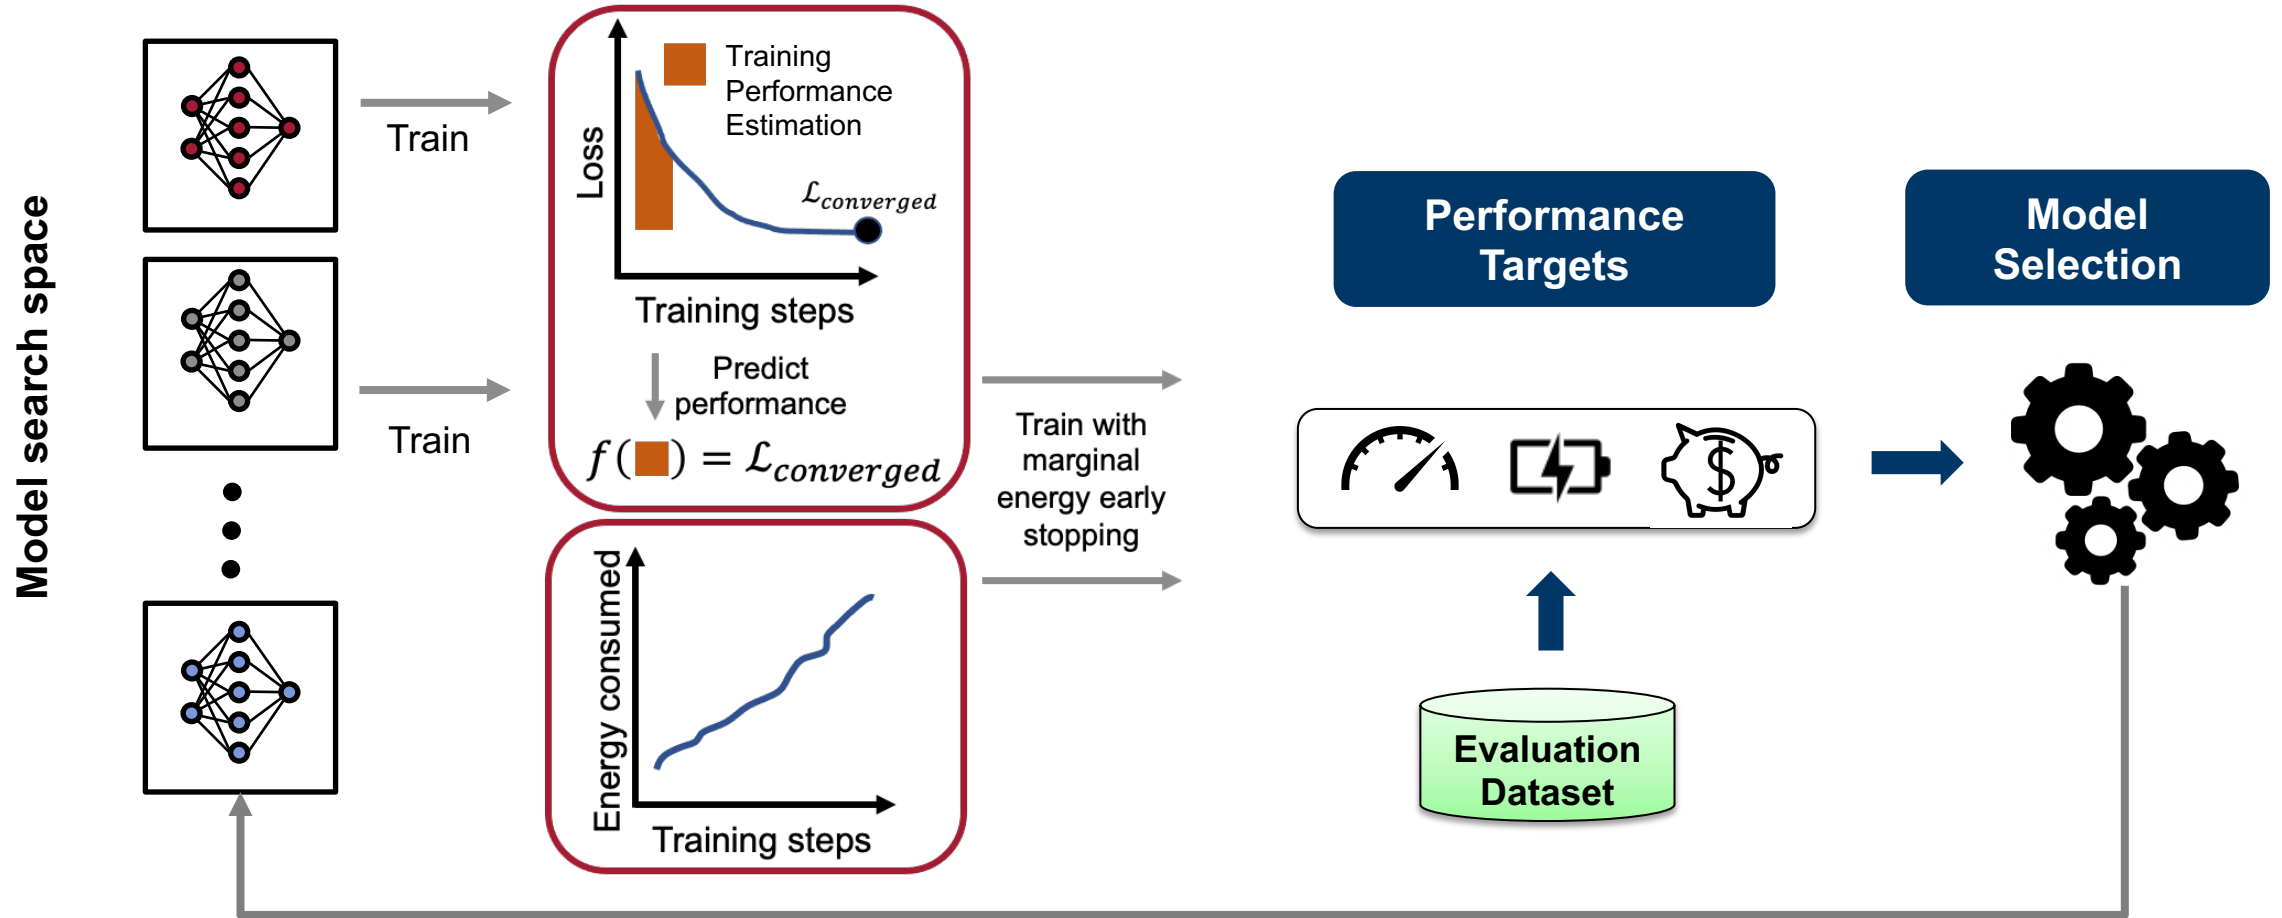 Model search space
Train
Train
Training
Performance
Estimation
Loss
ℒconverged
Training steps
Predict
performance
f( ) = ℒconverged
Energy consumed
Training steps
Train with
marginal
energy early
stopping
Performance
Targets
$
Evaluation
Dataset
Model
Selection